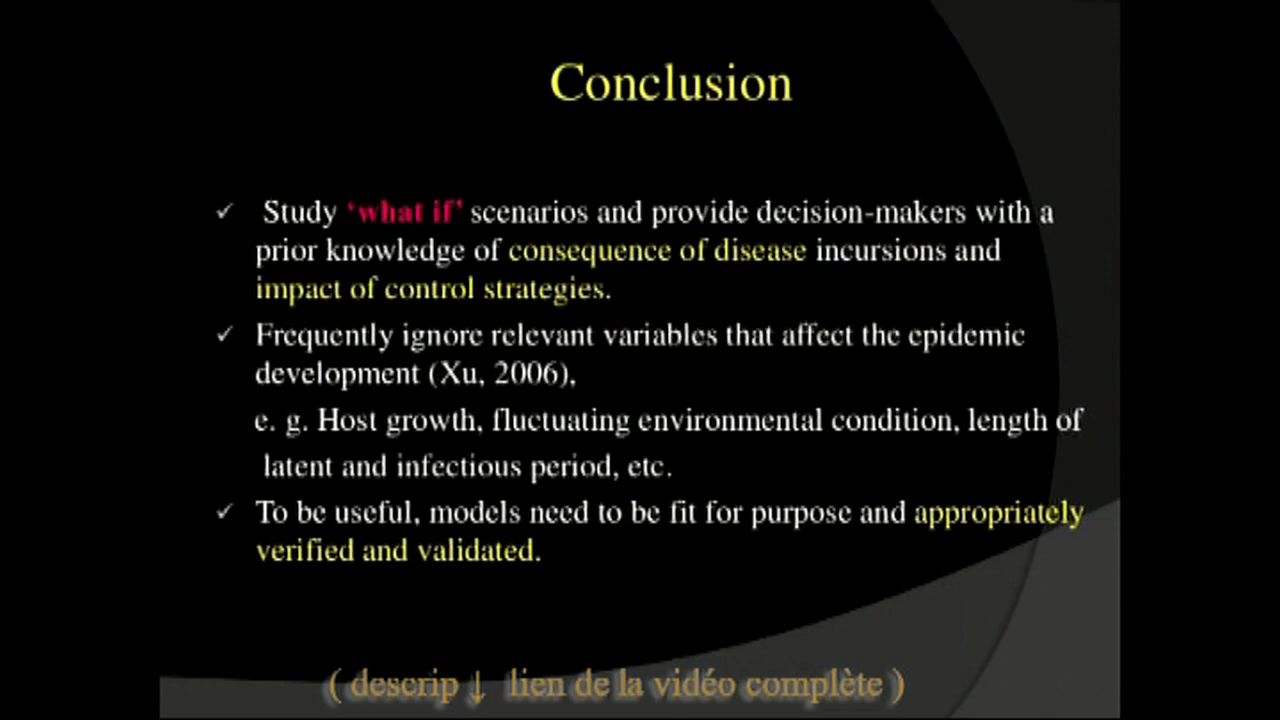 Conclusion
✓ Study ‘what if’ scenarios and provide decision-makers with a
prior knowledge of consequence of disease incursions and
impact of control strategies.
✓ Frequently ignore relevant variables that affect the epidemic
development (Xu, 2006),
e. g. Host growth, fluctuating environmental condition, length of
latent and infectious period, etc.
✓ To be useful, models need to be fit for purpose and appropriately
verified and validated.
( descrip ↓ lien de la vidéo complète )